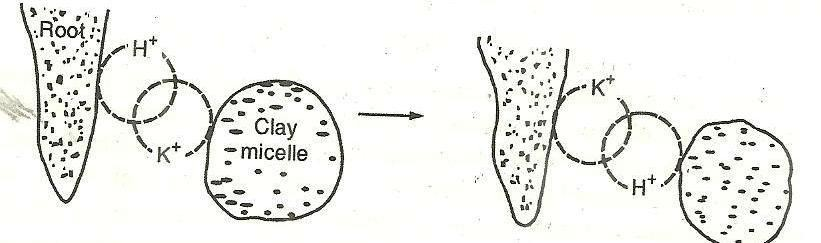 Root
H+
K+
Clay
micelle
K+
H+